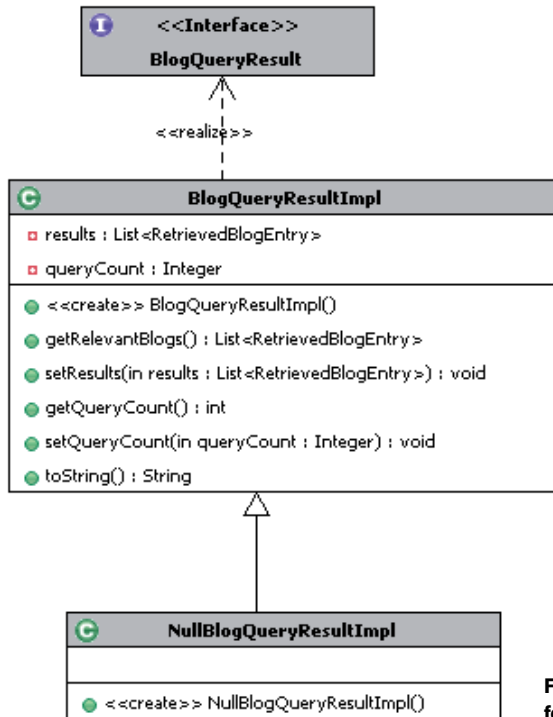 I <<Interface>>
BlogQueryResult
<<realize>>
C BlogQueryResultImpl
results : List<RetrievedBlogEntry>
queryCount : Integer
<<create>> BlogQueryResultImpl()
getRelevantBlogs() : List<RetrievedBlogEntry>
setResults(in results : List<RetrievedBlogEntry>) : void
getQueryCount() : int
setQueryCount(in queryCount : Integer) : void
toString() : String
C NullBlogQueryResultImpl
<<create>> NullBlogQueryResultImpl()